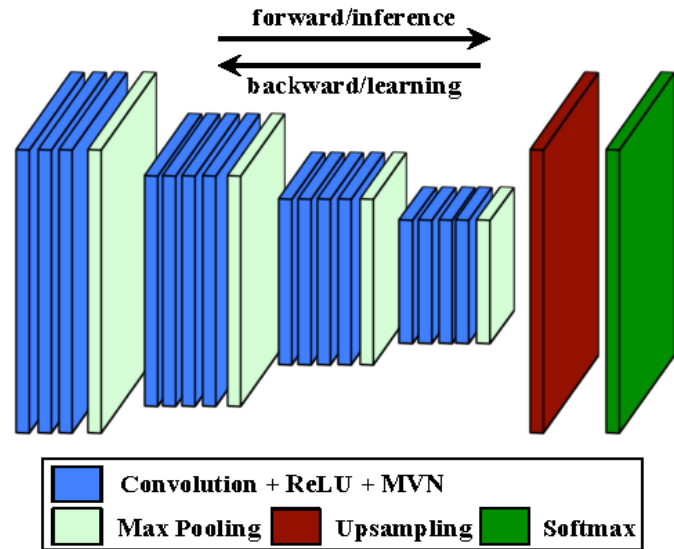 forward/inference
backward/learning
Convolution + ReLU + MVN
Max Pooling Upsampling Softmax